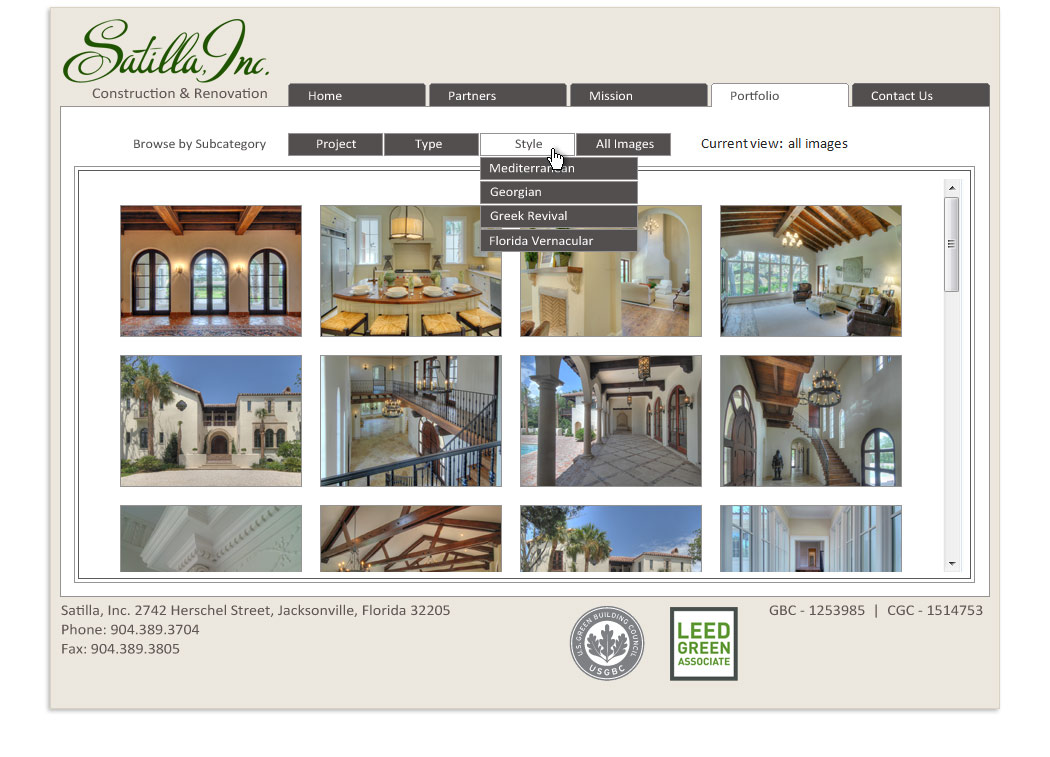 Satilla, Inc.
Construction & Renovation
Home
Partners
Mission
Portfolio
Contact Us
Browse by Subcategory
Project
Type
Style
All Images
Current view: all images
Mediterranean
Georgian
Greek Revival
Florida Vernacular
Satilla, Inc. 2742 Herschel Street, Jacksonville, Florida 32205
Phone: 904.389.3704
Fax: 904.389.3805
U.S. GREEN BUILDING COUNCIL
USGBC
LEED
GREEN
ASSOCIATE
GBC - 1253985 | CGC - 1514753